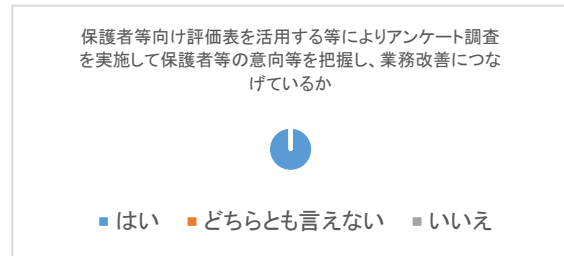 保護者等向け評価表を活用する等によりアンケート調査
を実施して保護者等の意向等を把握し、業務改善につな
げているか
はい どちらとも言えない いいえ